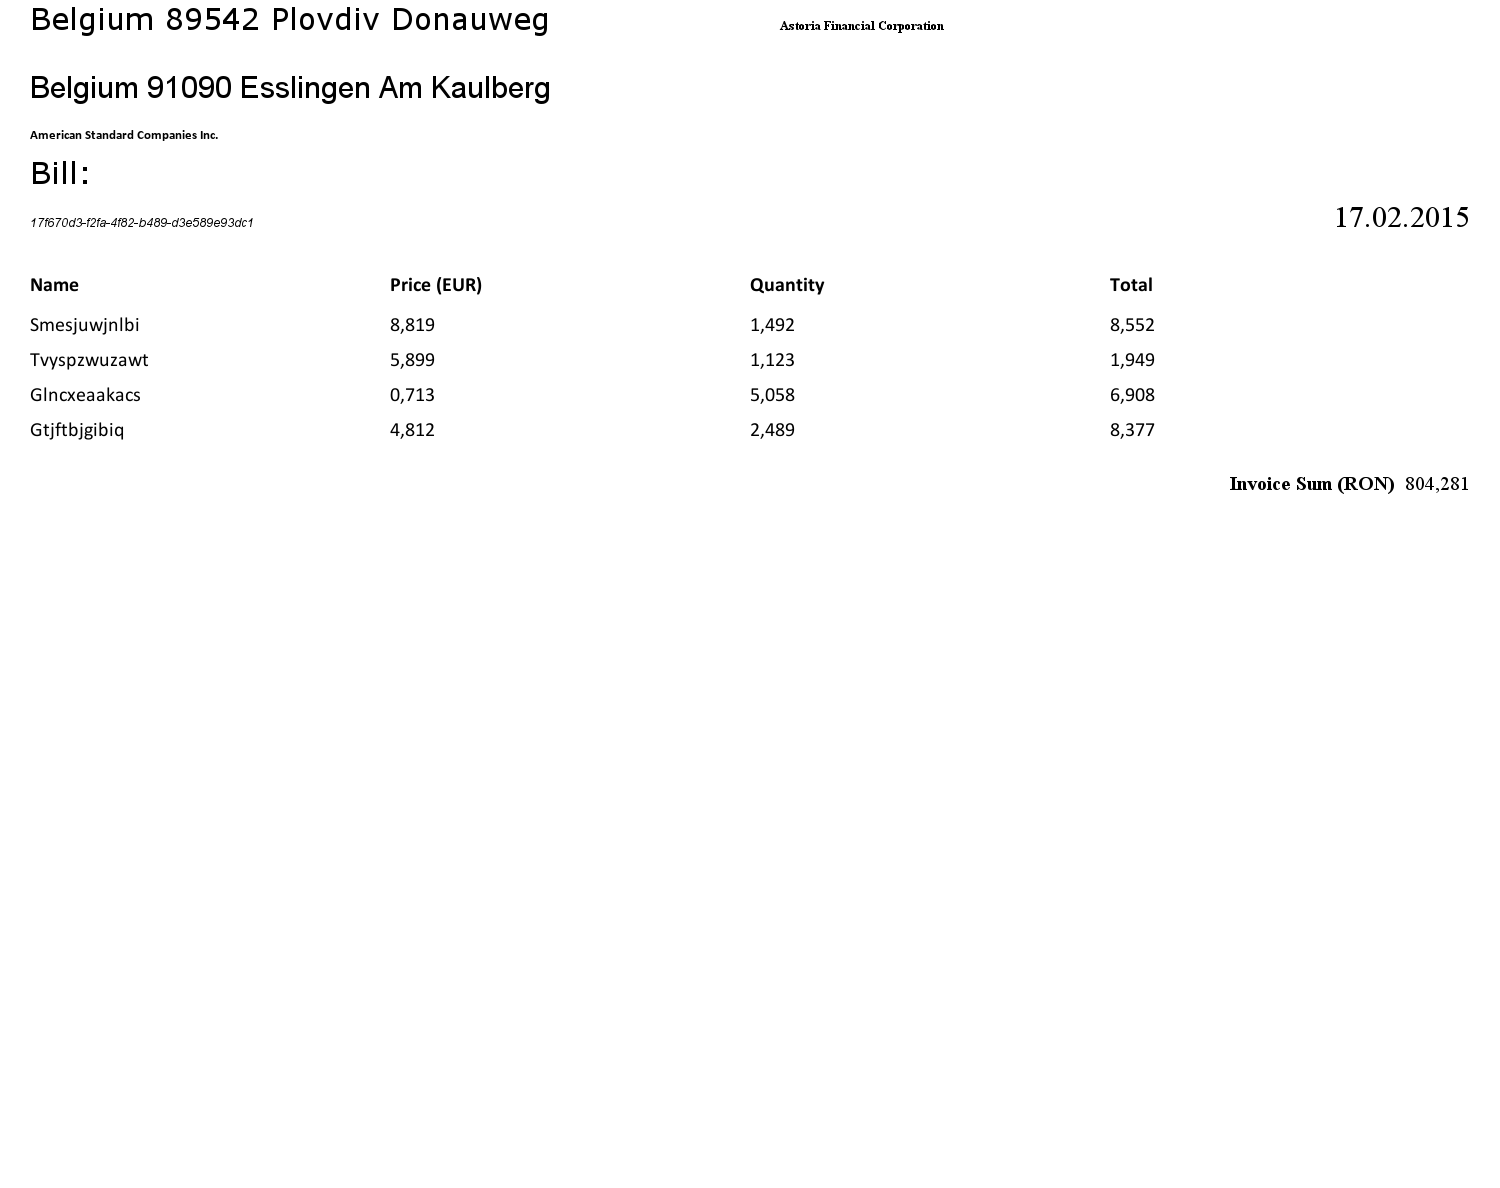 Belgium 89542 Plovdiv Donauweg
Astoria Financial Corporation
Belgium 91090 Esslingen Am Kaulberg
American Standard Companies Inc.
Bill:
17f670d3-f2fa-4f82-b489-d3e589e93dc1
17.02.2015
Name Price (EUR) Quantity Total
Smesjuwjnlbi 8,819 1,492 8,552
Tvyspzwuzawt 5,899 1,123 1,949
Glncxeaakacs 0,713 5,058 6,908
Gtjftbjgibiq 4,812 2,489 8,377
Invoice Sum (RON) 804,281